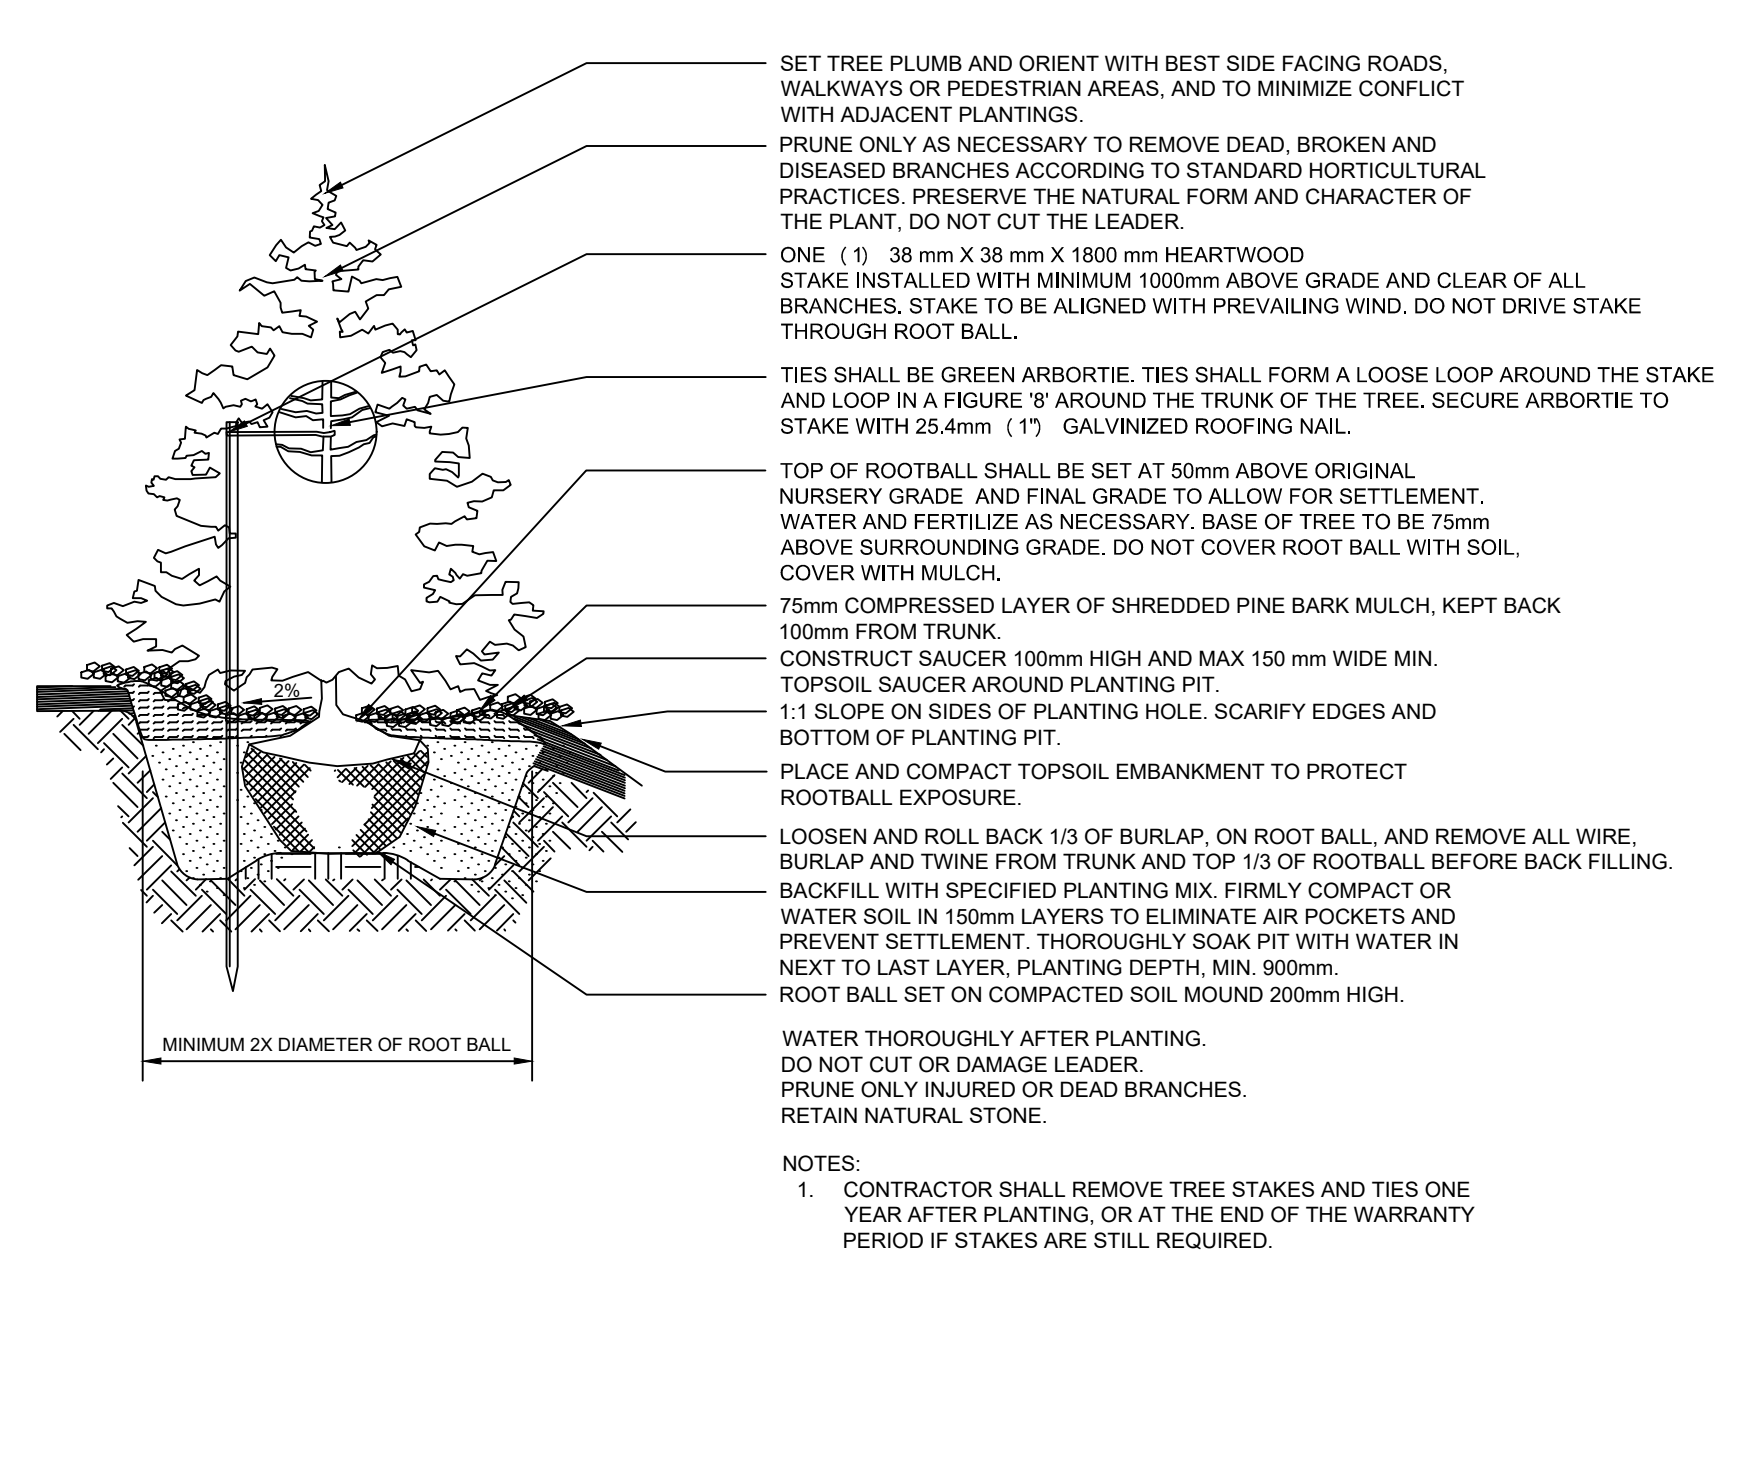 SET TREE PLUMB AND ORIENT WITH BEST SIDE FACING ROADS,
WALKWAYS OR PEDESTRIAN AREAS, AND TO MINIMIZE CONFLICT
WITH ADJACENT PLANTINGS.
PRUNE ONLY AS NECESSARY TO REMOVE DEAD, BROKEN AND
DISEASED BRANCHES ACCORDING TO STANDARD HORTICULTURAL
PRACTICES. PRESERVE THE NATURAL FORM AND CHARACTER OF
THE PLANT, DO NOT CUT THE LEADER.
ONE (1) 38 mm X 38 mm X 1800 mm HEARTWOOD
STAKE INSTALLED WITH MINIMUM 1000mm ABOVE GRADE AND CLEAR OF ALL
BRANCHES. STAKE TO BE ALIGNED WITH PREVAILING WIND. DO NOT DRIVE STAKE
THROUGH ROOT BALL.
TIES SHALL BE GREEN ARBORTIE. TIES SHALL FORM A LOOSE LOOP AROUND THE STAKE
AND LOOP IN A FIGURE '8' AROUND THE TRUNK OF THE TREE. SECURE ARBORTIE TO
STAKE WITH 25.4mm (1") GALVINIZED ROOFING NAIL.
TOP OF ROOTBALL SHALL BE SET AT 50mm ABOVE ORIGINAL
NURSERY GRADE AND FINAL GRADE TO ALLOW FOR SETTLEMENT.
WATER AND FERTILIZE AS NECESSARY. BASE OF TREE TO BE 75mm
ABOVE SURROUNDING GRADE. DO NOT COVER ROOT BALL WITH SOIL,
COVER WITH MULCH.
75mm COMPRESSED LAYER OF SHREDDED PINE BARK MULCH, KEPT BACK
100mm FROM TRUNK.
CONSTRUCT SAUCER 100mm HIGH AND MAX 150 mm WIDE MIN.
TOPSOIL SAUCER AROUND PLANTING PIT.
2%
1:1 SLOPE ON SIDES OF PLANTING HOLE. SCARIFY EDGES AND
BOTTOM OF PLANTING PIT.
PLACE AND COMPACT TOPSOIL EMBANKMENT TO PROTECT
ROOTBALL EXPOSURE.
LOOSEN AND ROLL BACK 1/3 OF BURLAP, ON ROOT BALL, AND REMOVE ALL WIRE,
BURLAP AND TWINE FROM TRUNK AND TOP 1/3 OF ROOTBALL BEFORE BACK FILLING.
BACKFILL WITH SPECIFIED PLANTING MIX. FIRMLY COMPACT OR
WATER SOIL IN 150mm LAYERS TO ELIMINATE AIR POCKETS AND
PREVENT SETTLEMENT. THOROUGHLY SOAK PIT WITH WATER IN
NEXT TO LAST LAYER, PLANTING DEPTH, MIN. 900mm.
ROOT BALL SET ON COMPACTED SOIL MOUND 200mm HIGH.
MINIMUM 2X DIAMETER OF ROOT BALL
WATER THOROUGHLY AFTER PLANTING.
DO NOT CUT OR DAMAGE LEADER.
PRUNE ONLY INJURED OR DEAD BRANCHES.
RETAIN NATURAL STONE.
NOTES:
1. CONTRACTOR SHALL REMOVE TREE STAKES AND TIES ONE
YEAR AFTER PLANTING, OR AT THE END OF THE WARRANTY
PERIOD IF STAKES ARE STILL REQUIRED.